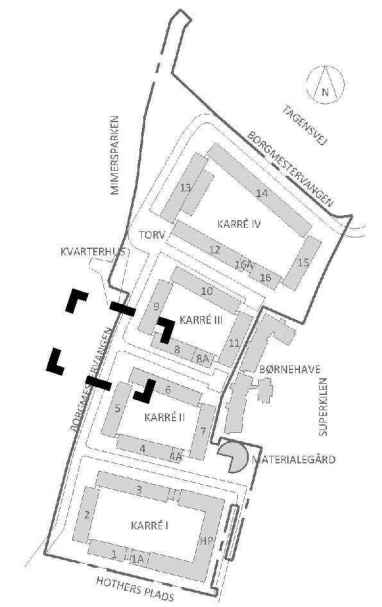 N
TAGENSVEJ
BORGMESTERVANGEN
MIMERSPARKEN
13
14
KARRÉ IV
TORV
12
16A
16
15
KVARTERHUS
10
9
KARRÉ III
11
8
8A
BØRNEHAVE
SUPERKILEN
BORGMESTERVANGEN
6
5
KARRÉ II
7
4
4A
MATERIALEGÅRD
3
2
KARRÉ I
HP
1
1A
HOTHERS PLADS